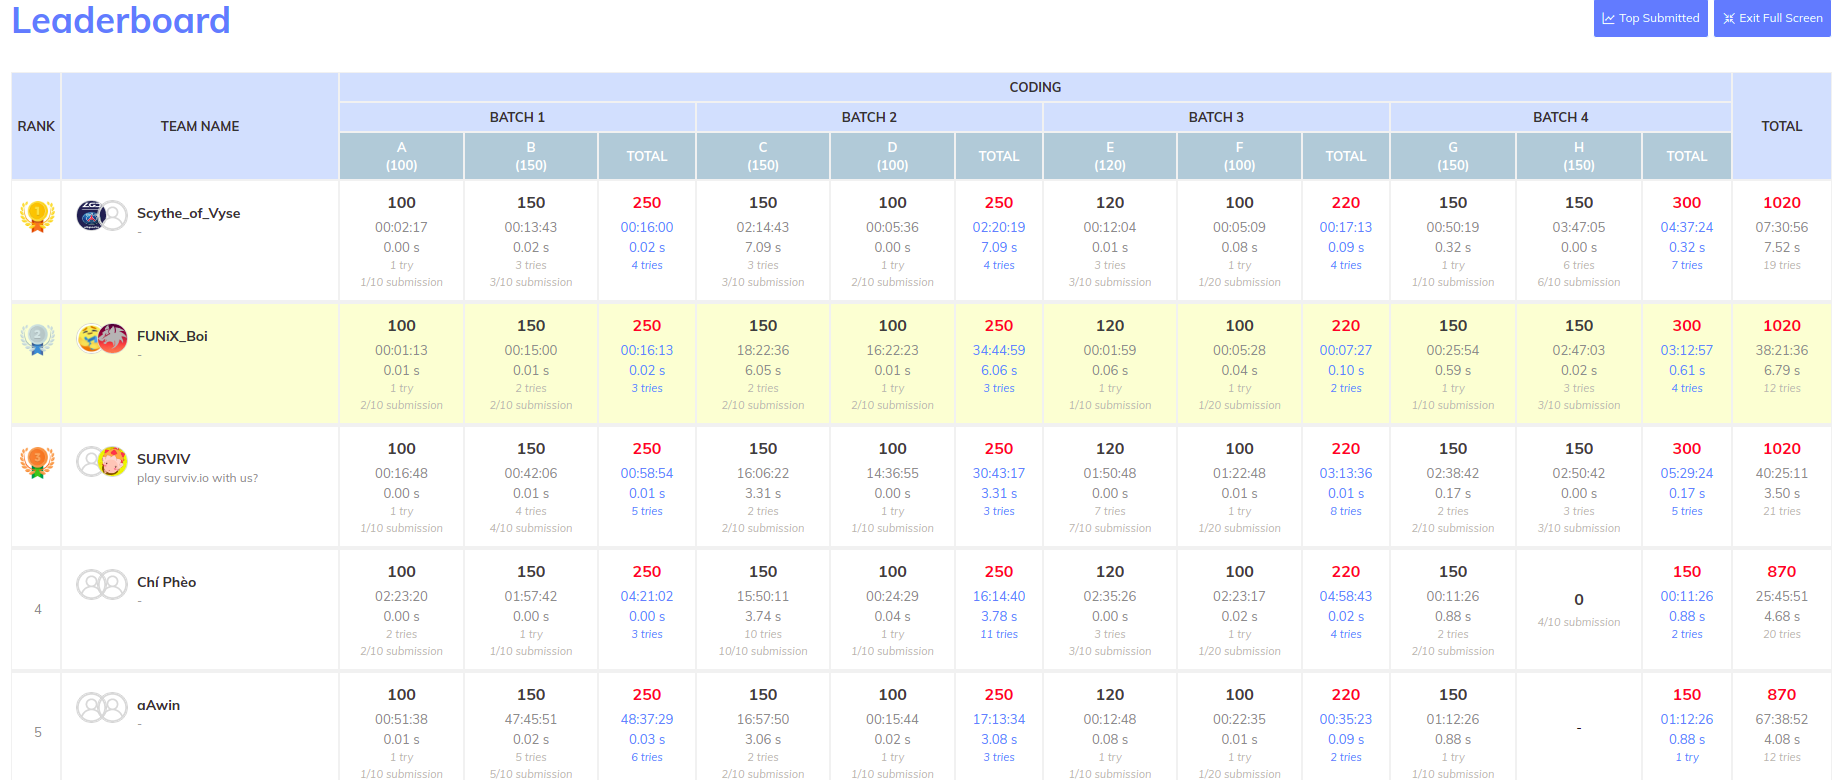 Leaderboard
Top Submitted
Exit Full Screen
RANK
TEAM NAME
CODING
TOTAL
BATCH 1
BATCH 2
BATCH 3
BATCH 4
A (100)
B (150)
TOTAL
C (150)
D (100)
TOTAL
E (120)
F (100)
TOTAL
G (150)
H (150)
TOTAL
1
Scythe_of_Vyse
-
100 150 250 150 100 250 120 100 220 150 150 300 1020
00:02:17 00:13:43 00:16:00 02:14:43 00:05:36 02:20:19 00:12:04 00:05:09 00:17:13 00:50:19 03:47:05 04:37:24 07:30:56
0.00 s 0.02 s 0.02 s 7.09 s 0.00 s 7.09 s 0.01 s 0.08 s 0.09 s 0.32 s 0.00 s 0.32 s 7.52 s
1 try 3 tries 4 tries 3 tries 1 try 4 tries 3 tries 1 try 4 tries 1 try 6 tries 7 tries 19 tries
1/10 submission 3/10 submission 3/10 submission 2/10 submission 3/10 submission 1/20 submission 1/10 submission 6/10 submission
2
FUNiX_Boi
-
100 150 250 150 100 250 120 100 220 150 150 300 1020
00:01:13 00:15:00 00:16:13 18:22:36 16:22:23 34:44:59 00:01:59 00:05:28 00:07:27 00:25:54 02:47:03 03:12:57 38:21:36
0.01 s 0.01 s 0.02 s 6.05 s 0.01 s 6.06 s 0.06 s 0.04 s 0.10 s 0.59 s 0.02 s 0.61 s 6.79 s
1 try 2 tries 3 tries 2 tries 1 try 3 tries 1 try 1 try 2 tries 1 try 3 tries 4 tries 12 tries
2/10 submission 2/10 submission 2/10 submission 2/10 submission 1/10 submission 1/20 submission 1/10 submission 3/10 submission
3
SURVIV
play surviv.io with us?
100 150 250 150 100 250 120 100 220 150 150 300 1020
00:16:48 00:42:06 00:58:54 16:06:22 14:36:55 30:43:17 01:50:48 01:22:48 03:13:36 02:38:42 02:50:42 05:29:24 40:25:11
0.00 s 0.01 s 0.01 s 3.31 s 0.00 s 3.31 s 0.00 s 0.01 s 0.01 s 0.17 s 0.00 s 0.17 s 3.50 s
1 try 4 tries 5 tries 2 tries 1 try 3 tries 7 tries 1 try 8 tries 2 tries 3 tries 5 tries 21 tries
1/10 submission 4/10 submission 2/10 submission 1/10 submission 7/10 submission 1/20 submission 2/10 submission 3/10 submission
4
Chí Phèo
-
100 150 250 150 100 250 120 100 220 150 0 150 870
02:23:20 01:57:42 04:21:02 15:50:11 00:24:29 16:14:40 02:35:26 02:23:17 04:58:43 00:11:26 00:11:26 25:45:51
0.00 s 0.00 s 0.00 s 3.74 s 0.04 s 3.78 s 0.00 s 0.02 s 0.02 s 0.88 s 0.88 s 4.68 s
2 tries 1 try 3 tries 10 tries 1 try 11 tries 3 tries 1 try 4 tries 2 tries 2 tries 20 tries
2/10 submission 1/10 submission 10/10 submission 1/10 submission 3/10 submission 1/20 submission 2/10 submission 4/10 submission
5
aAwin
-
100 150 250 150 100 250 120 100 220 150 - 150 870
00:51:38 47:45:51 48:37:29 16:57:50 00:15:44 17:13:34 00:12:48 00:22:35 00:35:23 01:12:26 01:12:26 67:38:52
0.01 s 0.02 s 0.03 s 3.06 s 0.02 s 3.08 s 0.08 s 0.01 s 0.09 s 0.88 s 0.88 s 4.08 s
1 try 5 tries 6 tries 2 tries 1 try 3 tries 1 try 1 try 2 tries 1 try 1 try 12 tries
1/10 submission 5/10 submission 2/10 submission 1/10 submission 1/10 submission 1/20 submission 1/10 submission